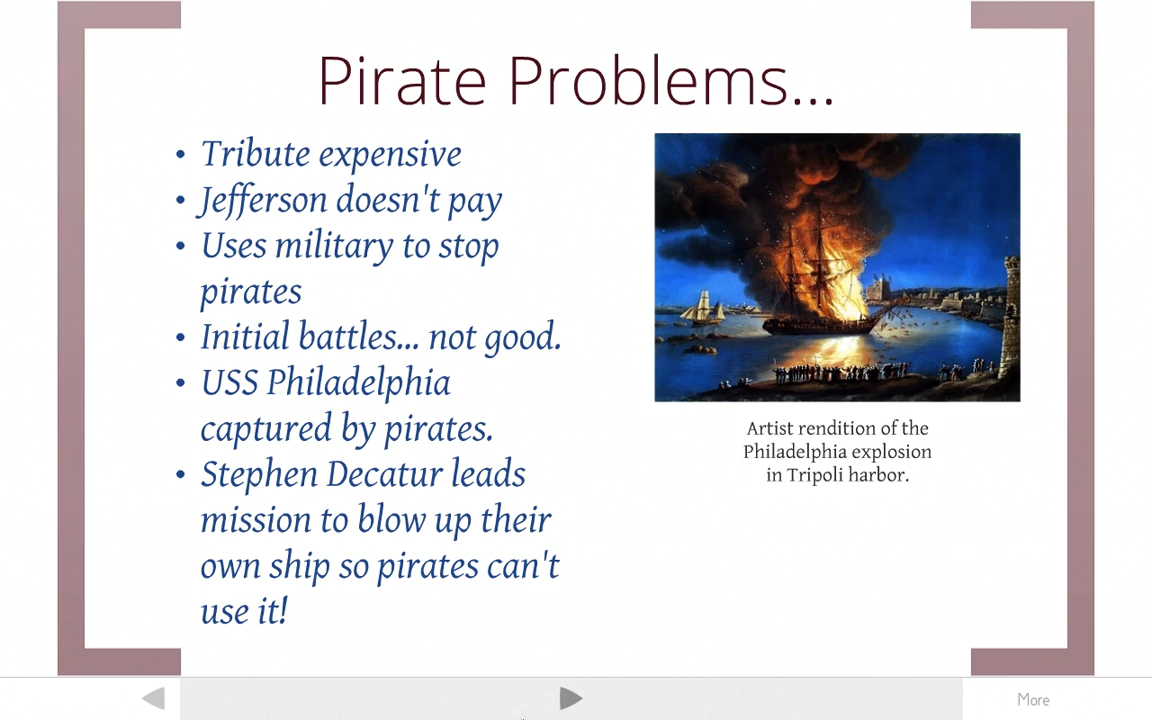 Pirate Problems...
• Tribute expensive
• Jefferson doesn't pay
• Uses military to stop
pirates
• Initial battles... not good.
• USS Philadelphia
captured by pirates.
• Stephen Decatur leads
mission to blow up their
own ship so pirates can't
use it!
Artist rendition of the
Philadelphia explosion
in Tripoli harbor.
More